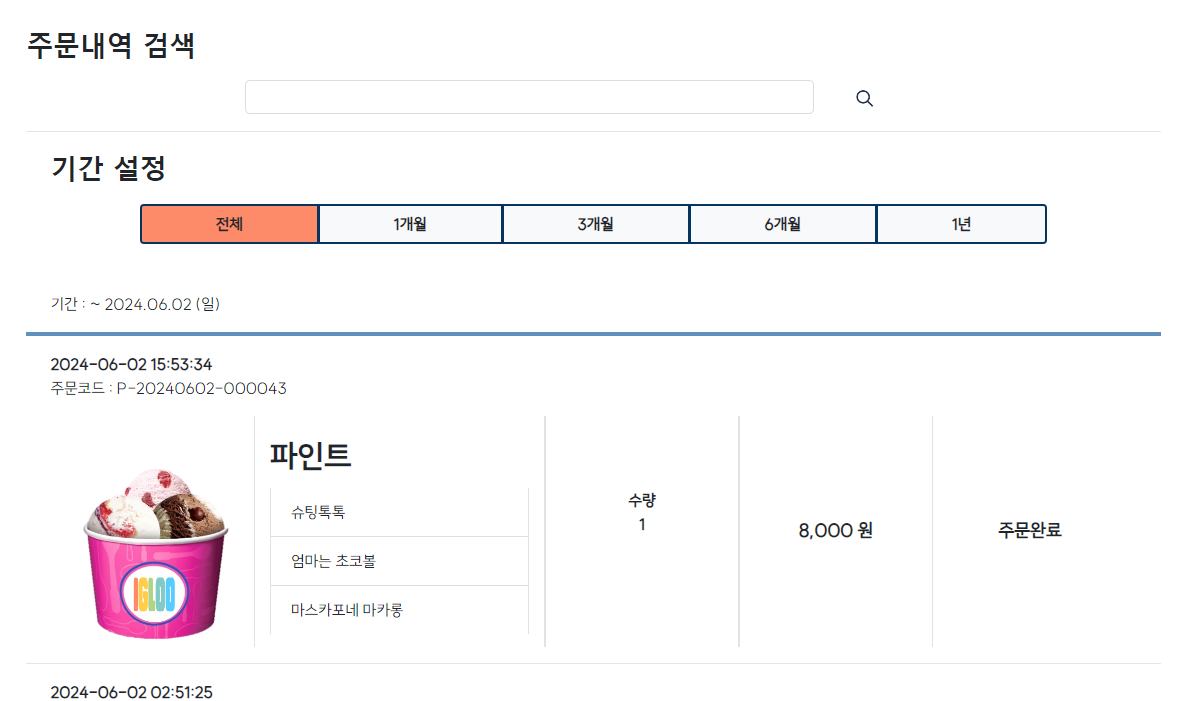 주문내역 검색
기간 설정
전체 1개월 3개월 6개월 1년
기간 : ~ 2024.06.02 (일)
2024-06-02 15:53:34
주문코드 : P-20240602-000043
파인트
슈팅톡톡
엄마는 초코볼
마스카포네 마카롱
IGLOO
수량
1
8,000 원
주문완료
2024-06-02 02:51:25